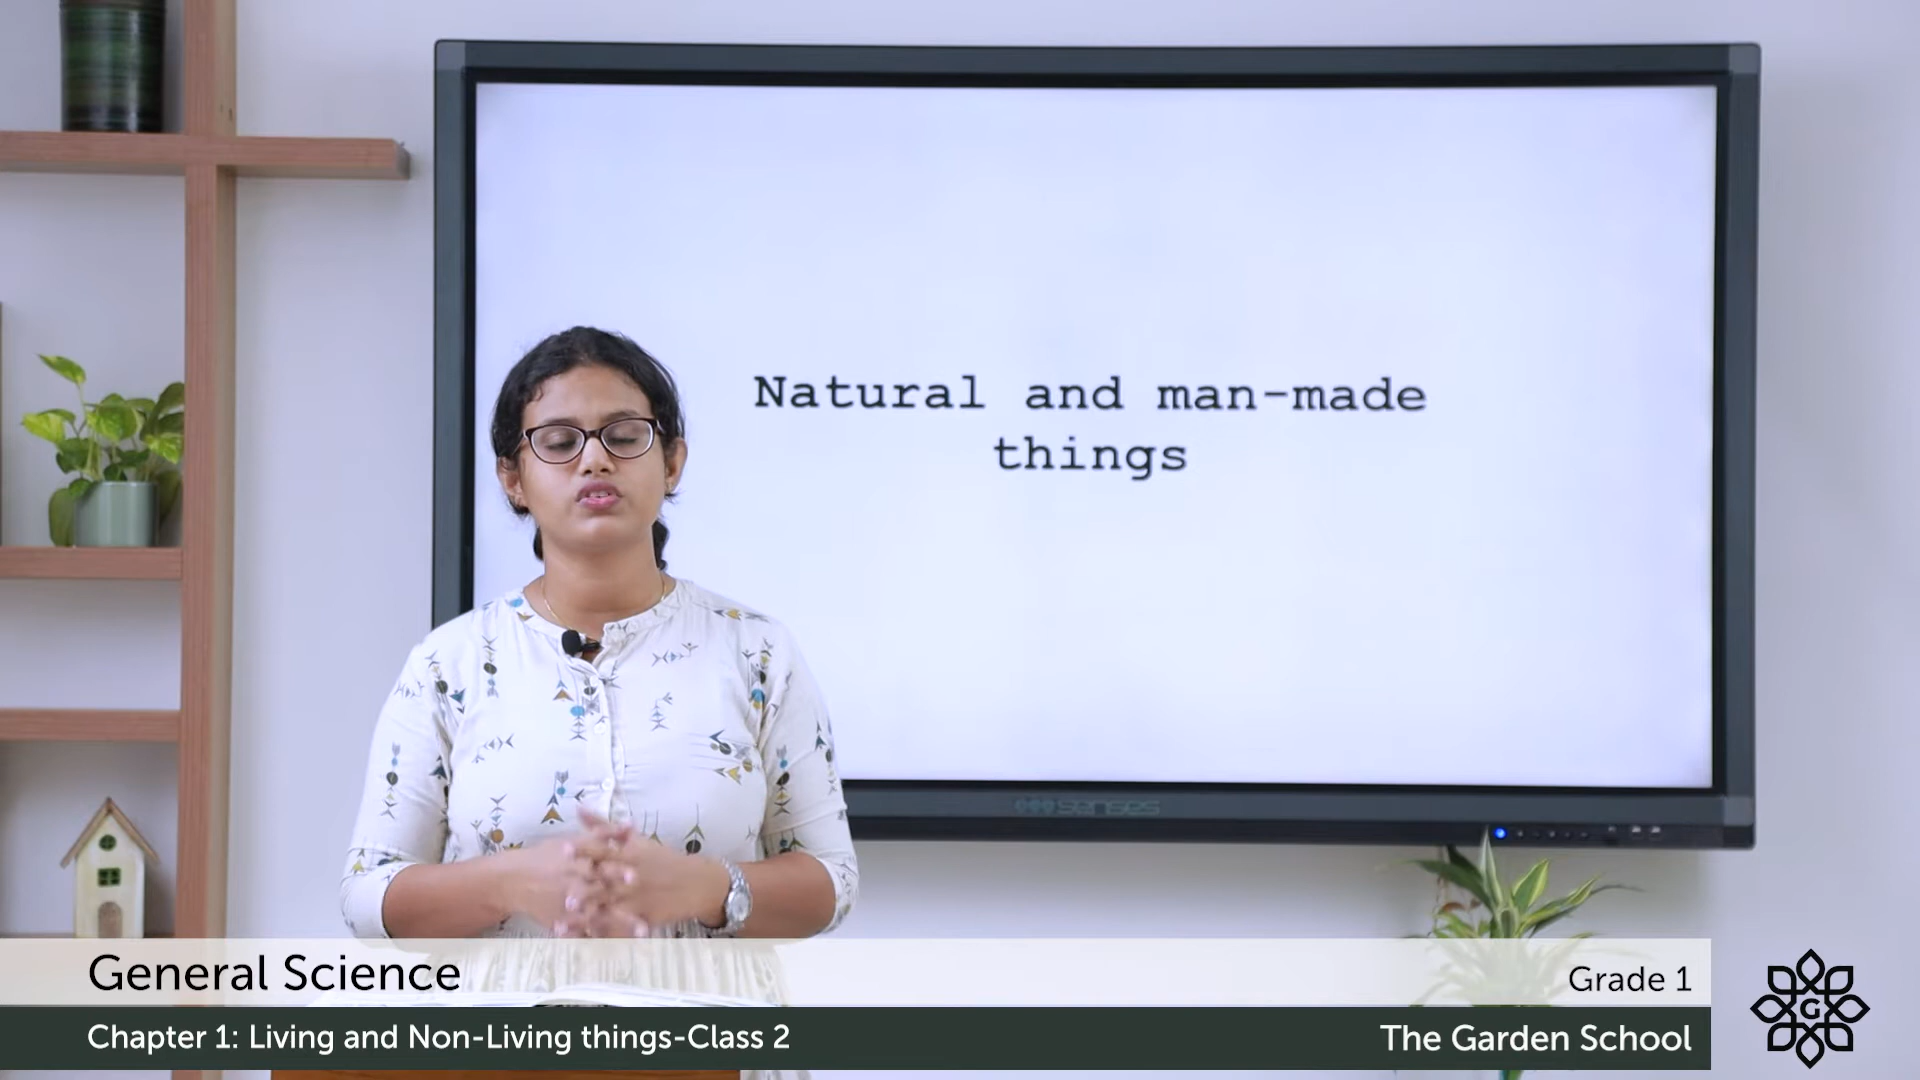 Natural and man-made
things
senses
General Science
Grade 1
Chapter 1: Living and Non-Living things-Class 2
The Garden School
G